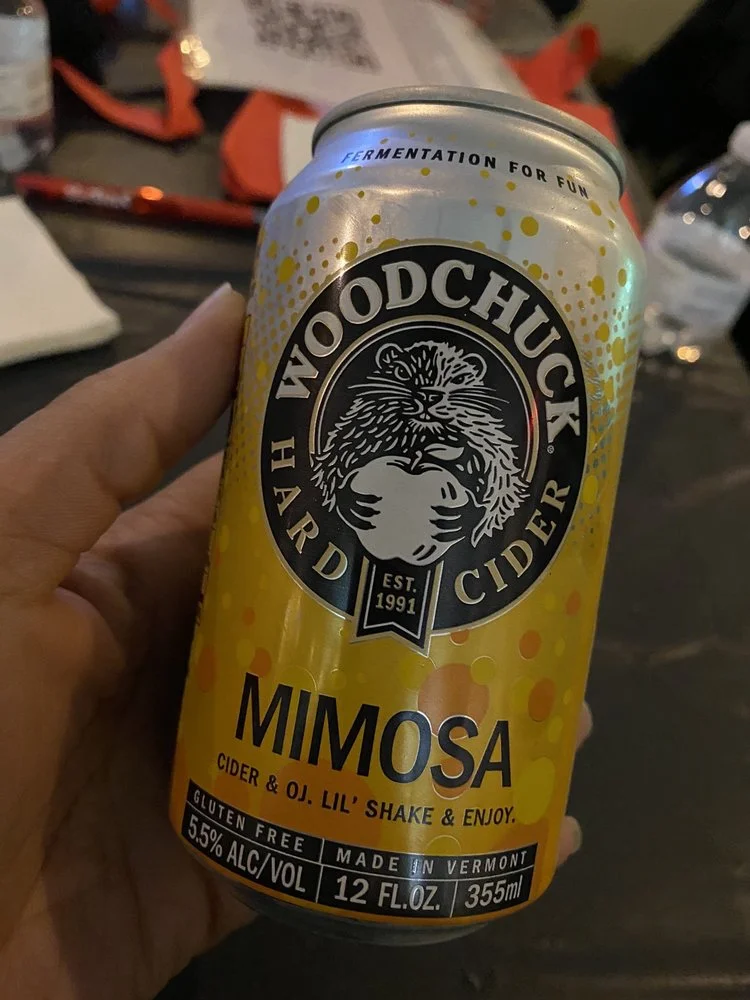 FERMENTATION FOR FUN
WOODCHUCK®
HARD CIDER
EST.
1991
MIMOSA
CIDER & OJ. LIL' SHAKE & ENJOY.
GLUTEN FREE
MADE IN VERMONT
5.5% ALC/VOL
12 FL.OZ.
355ml